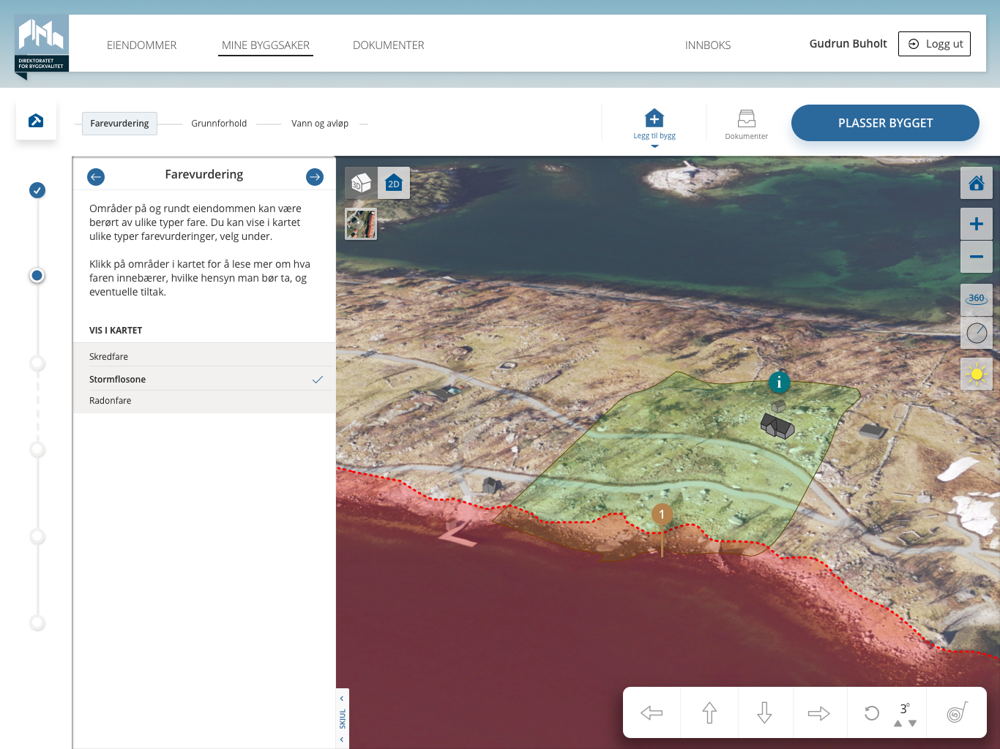 DIREKTORATET
FOR BYGGKVALITET
EIENDOMMER
MINE BYGGSAKER
DOKUMENTER
INNBOKS
Gudrun Buholt
Logg ut
Farevurdering
Grunnforhold
Vann og avløp
Legg til bygg
Dokumenter
PLASSER BYGGET
Farevurdering
Områder på og rundt eiendommen kan være
berørt av ulike typer fare. Du kan vise i kartet
ulike typer farevurderinger, velg under.
Klikk på områder i kartet for å lese mer om hva
faren innebærer, hvilke hensyn man bør ta, og
eventuelle tiltak.
VIS I KARTET
Skredfare
Stormflosone
Radonfare
3D
2D
360
i
1
SKJUL
3°
5